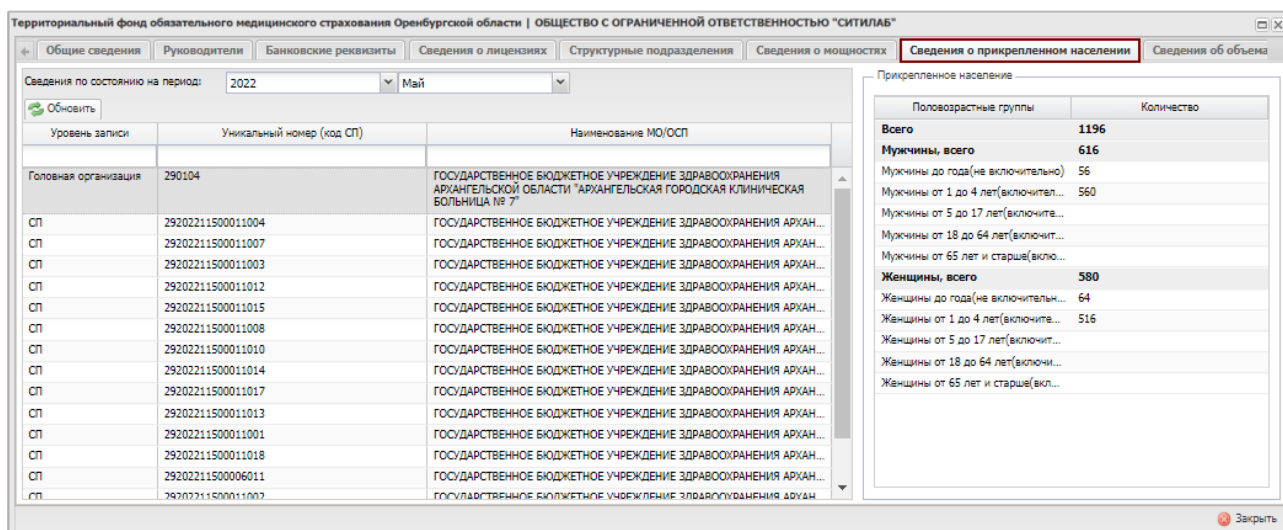 Территориальный фонд обязательного медицинского страхования Оренбургской области | ОБЩЕСТВО С ОГРАНИЧЕННОЙ ОТВЕТСТВЕННОСТЬЮ "СИТИЛАБ"
Общие сведения Руководители Банковские реквизиты Сведения о лицензиях Структурные подразделения Сведения о мощностях Сведения о прикрепленном населении Сведения об объема
Сведения по состоянию на период: 2022 Май
Обновить
Уровень записи Уникальный номер (код СП) Наименование МО/ОСП
Головная организация 290104 ГОСУДАРСТВЕННОЕ БЮДЖЕТНОЕ УЧРЕЖДЕНИЕ ЗДРАВООХРАНЕНИЯ
АРХАНГЕЛЬСКОЙ ОБЛАСТИ "АРХАНГЕЛЬСКАЯ ГОРОДСКАЯ КЛИНИЧЕСКАЯ
БОЛЬНИЦА № 7"
СП 29202211500011004 ГОСУДАРСТВЕННОЕ БЮДЖЕТНОЕ УЧРЕЖДЕНИЕ ЗДРАВООХРАНЕНИЯ АРХАН...
СП 29202211500011007 ГОСУДАРСТВЕННОЕ БЮДЖЕТНОЕ УЧРЕЖДЕНИЕ ЗДРАВООХРАНЕНИЯ АРХАН...
СП 29202211500011003 ГОСУДАРСТВЕННОЕ БЮДЖЕТНОЕ УЧРЕЖДЕНИЕ ЗДРАВООХРАНЕНИЯ АРХАН...
СП 29202211500011012 ГОСУДАРСТВЕННОЕ БЮДЖЕТНОЕ УЧРЕЖДЕНИЕ ЗДРАВООХРАНЕНИЯ АРХАН...
СП 29202211500011015 ГОСУДАРСТВЕННОЕ БЮДЖЕТНОЕ УЧРЕЖДЕНИЕ ЗДРАВООХРАНЕНИЯ АРХАН...
СП 29202211500011008 ГОСУДАРСТВЕННОЕ БЮДЖЕТНОЕ УЧРЕЖДЕНИЕ ЗДРАВООХРАНЕНИЯ АРХАН...
СП 29202211500011010 ГОСУДАРСТВЕННОЕ БЮДЖЕТНОЕ УЧРЕЖДЕНИЕ ЗДРАВООХРАНЕНИЯ АРХАН...
СП 29202211500011014 ГОСУДАРСТВЕННОЕ БЮДЖЕТНОЕ УЧРЕЖДЕНИЕ ЗДРАВООХРАНЕНИЯ АРХАН...
СП 29202211500011017 ГОСУДАРСТВЕННОЕ БЮДЖЕТНОЕ УЧРЕЖДЕНИЕ ЗДРАВООХРАНЕНИЯ АРХАН...
СП 29202211500011013 ГОСУДАРСТВЕННОЕ БЮДЖЕТНОЕ УЧРЕЖДЕНИЕ ЗДРАВООХРАНЕНИЯ АРХАН...
СП 29202211500011001 ГОСУДАРСТВЕННОЕ БЮДЖЕТНОЕ УЧРЕЖДЕНИЕ ЗДРАВООХРАНЕНИЯ АРХАН...
СП 29202211500011018 ГОСУДАРСТВЕННОЕ БЮДЖЕТНОЕ УЧРЕЖДЕНИЕ ЗДРАВООХРАНЕНИЯ АРХАН...
СП 29202211500006011 ГОСУДАРСТВЕННОЕ БЮДЖЕТНОЕ УЧРЕЖДЕНИЕ ЗДРАВООХРАНЕНИЯ АРХАН...
СП 29202211500011002 ГОСУДАРСТВЕННОЕ БЮДЖЕТНОЕ УЧРЕЖДЕНИЕ ЗДРАВООХРАНЕНИЯ АРХАН
Прикрепленное население
Половозрастные группы Количество
Всего 1196
Мужчины, всего 616
Мужчины до года(не включительно) 56
Мужчины от 1 до 4 лет(включител... 560
Мужчины от 5 до 17 лет(включите...
Мужчины от 18 до 64 лет(включит...
Мужчины от 65 лет и старше(вклю...
Женщины, всего 580
Женщины до года(не включительн... 64
Женщины от 1 до 4 лет(включите... 516
Женщины от 5 до 17 лет(включит...
Женщины от 18 до 64 лет(включи...
Женщины от 65 лет и старше(вкл...
Закрыть